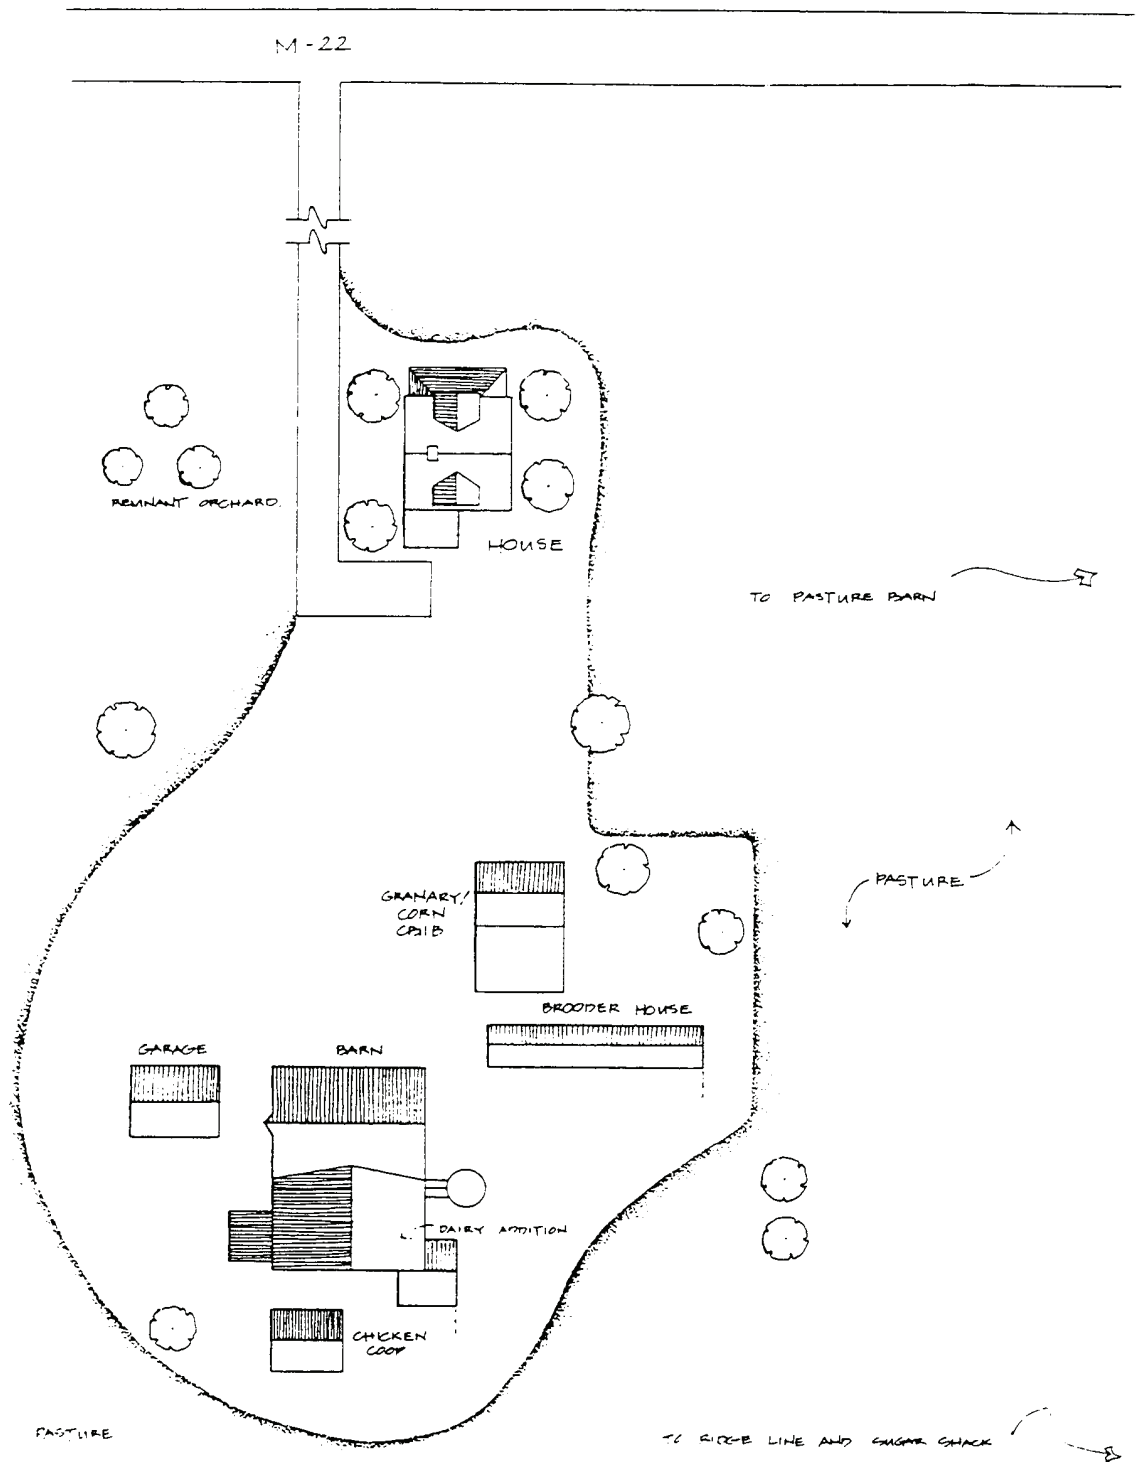 M-22
REMNANT ORCHARD.
HOUSE
TO PASTURE BARN
PASTURE
GRANARY/
CORN
CRIB
BROODER HOUSE
GARAGE
BARN
DAIRY ADDITION
CHICKEN
COOP
PASTURE
TO RIDGE LINE AND SUGAR SHACK